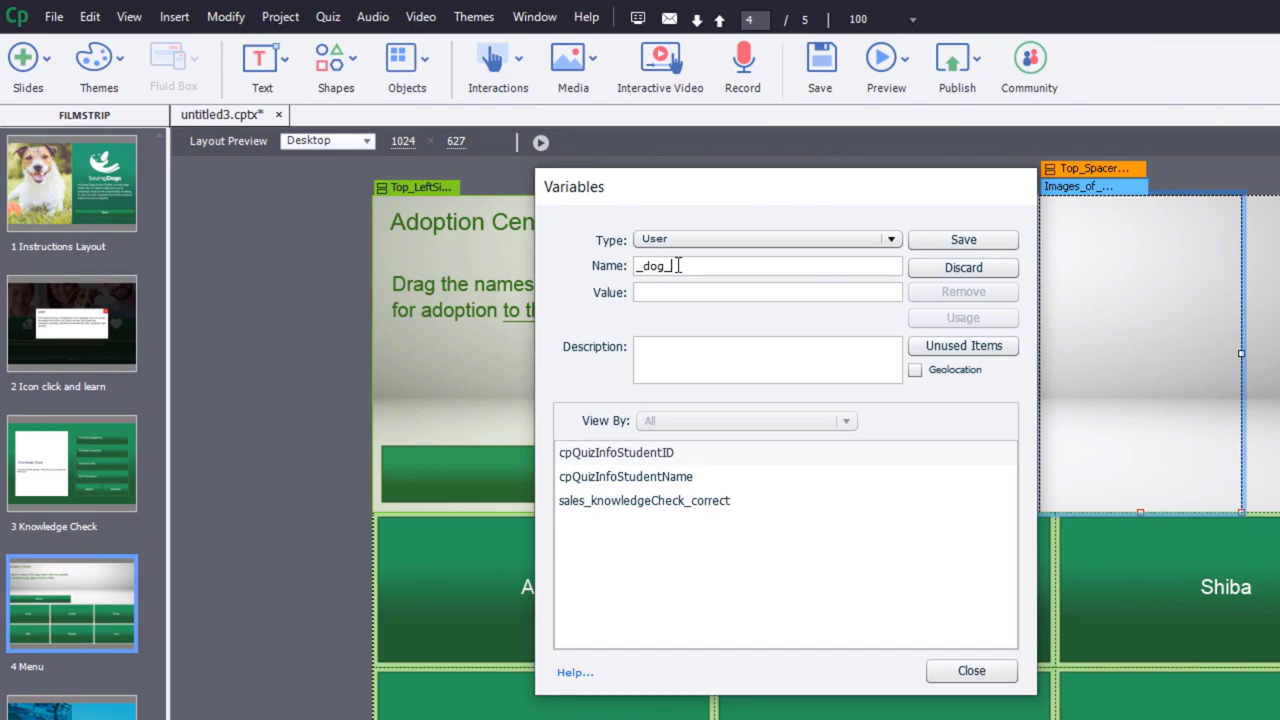 Cp File Edit View Insert Modify Project Quiz Audio Video Themes Window Help 4 / 5 100
Slides Themes Fluid Box Text Shapes Objects Interactions Media Interactive Video Record Save Preview Publish Community
FILMSTRIP untitled3.cptx* ×
Layout Preview Desktop 1024 × 627
SavingDogs
1 Instructions Layout
2 Icon click and learn
3 Knowledge Check
4 Menu
Top_LeftSi...
Top_Spacer...
Images_of_...
Adoption Cen
Drag the names
for adoption to th
A
Shiba
Variables
Type: User Save
Name: _dog_ Discard
Value: Remove
Usage
Description: Unused Items
Geolocation
View By: All
cpQuizInfoStudentID
cpQuizInfoStudentName
sales_knowledgeCheck_correct
Help... Close